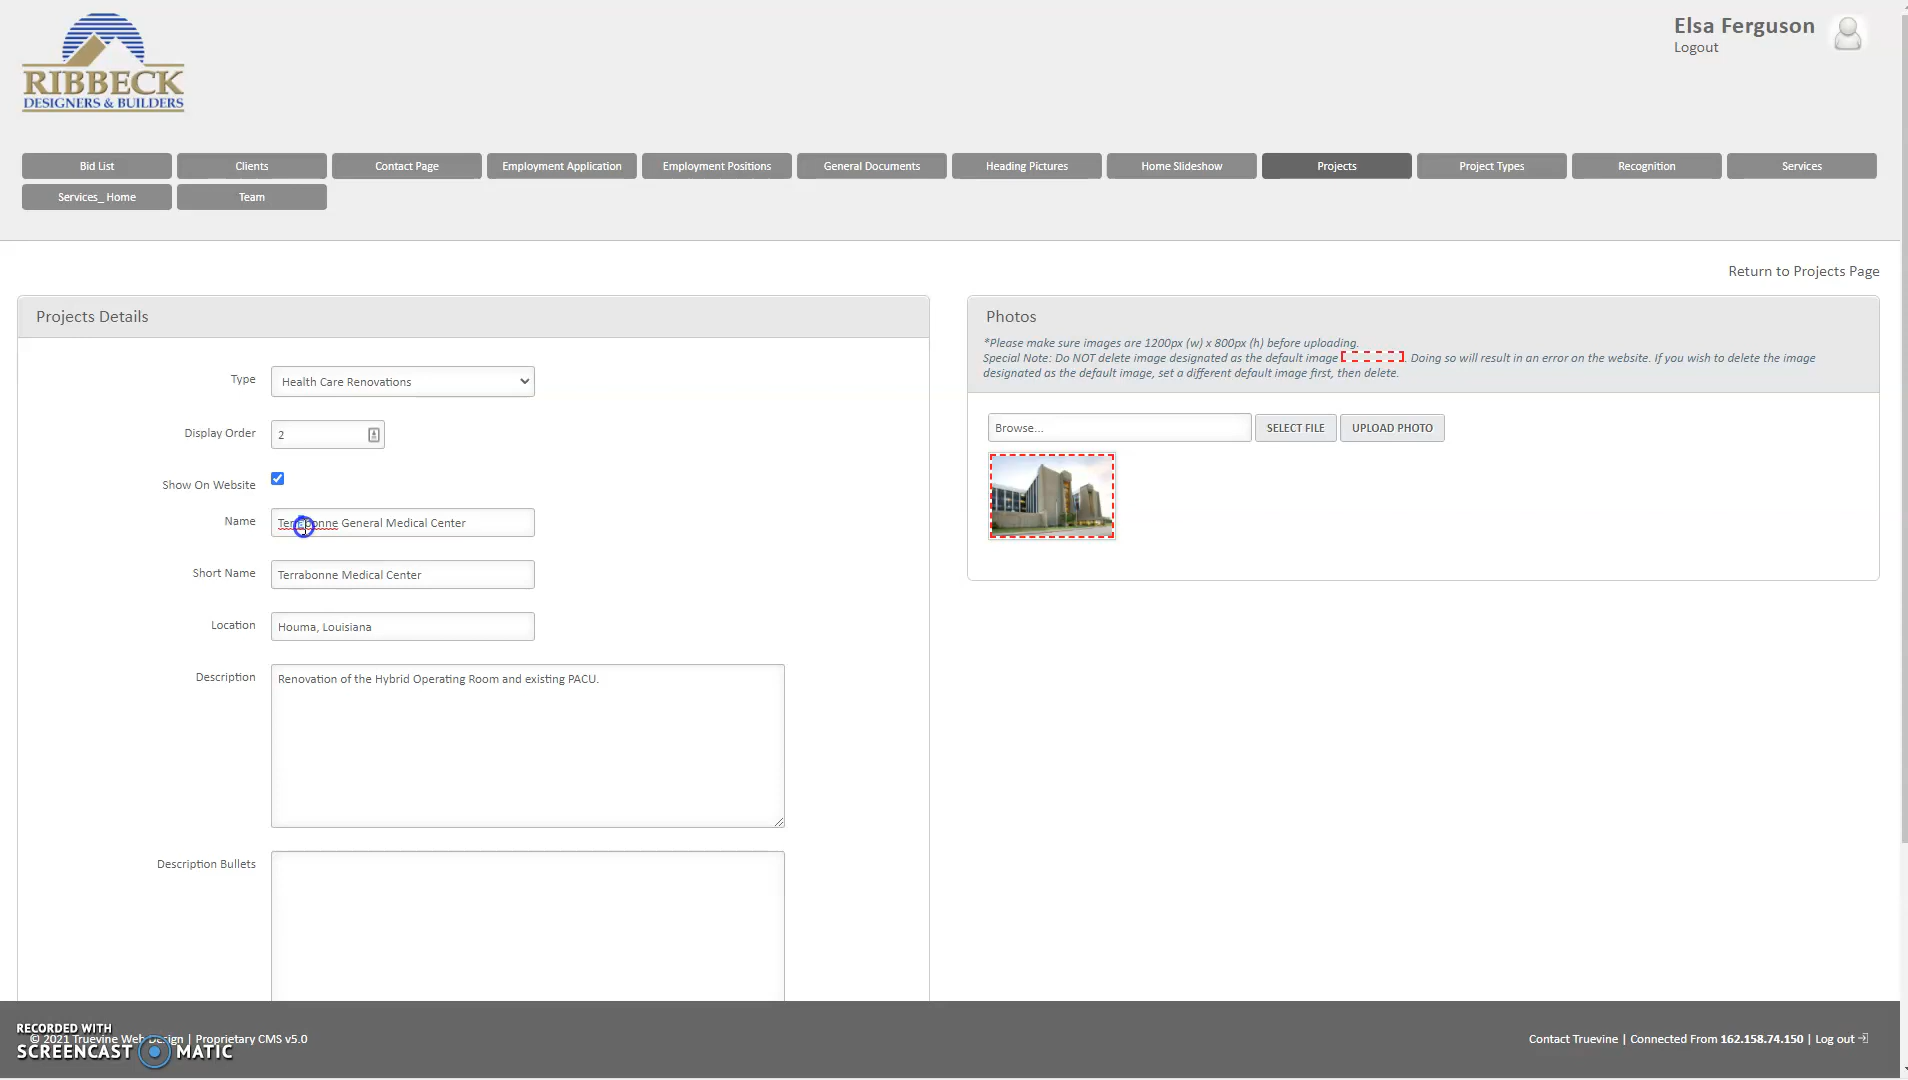 RIBBECK
DESIGNERS & BUILDERS
Elsa Ferguson
Logout
Bid List
Clients
Contact Page
Employment Application
Employment Positions
General Documents
Heading Pictures
Home Slideshow
Projects
Project Types
Recognition
Services
Services_ Home
Team
Return to Projects Page
Projects Details
Type
Health Care Renovations
Display Order
2
Show On Website
Name
Terrabonne General Medical Center
Short Name
Terrabonne Medical Center
Location
Houma, Louisiana
Description
Renovation of the Hybrid Operating Room and existing PACU.
Description Bullets
Photos
*Please make sure images are 1200px (w) x 800px (h) before uploading.
Special Note: Do NOT delete image designated as the default image . Doing so will result in an error on the website. If you wish to delete the image
designated as the default image, set a different default image first, then delete.
Browse...
SELECT FILE
UPLOAD PHOTO
RECORDED WITH
SCREENCAST MATIC
© 2021 Truevine Web Design | Proprietary CMS v5.0
Contact Truevine | Connected From 162.158.74.150 | Log out